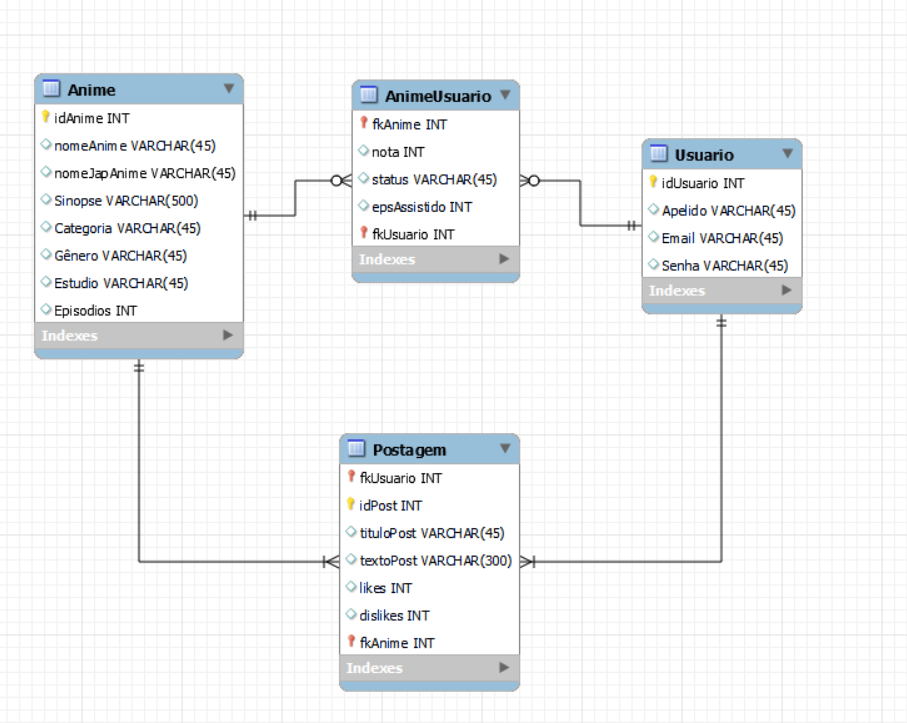 Anime
idAnime INT
nomeAnime VARCHAR(45)
nomeJapAnime VARCHAR(45)
Sinopse VARCHAR(500)
Categoria VARCHAR(45)
Gênero VARCHAR(45)
Estudio VARCHAR(45)
Episodios INT
Indexes
AnimeUsuario
fkAnime INT
nota INT
status VARCHAR(45)
epsAssistido INT
fkUsuario INT
Indexes
Usuario
idUsuario INT
Apelido VARCHAR(45)
Email VARCHAR(45)
Senha VARCHAR(45)
Indexes
Postagem
fkUsuario INT
idPost INT
tituloPost VARCHAR(45)
textoPost VARCHAR(300)
likes INT
dislikes INT
fkAnime INT
Indexes